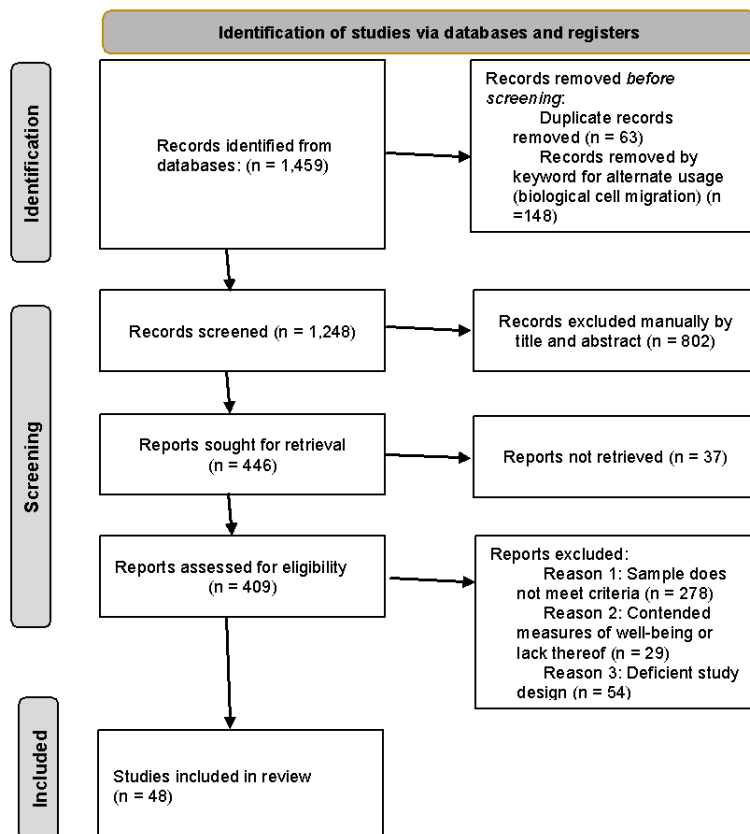 Identification of studies via databases and registers
Identification
Records identified from
databases: (n = 1,459)
Records removed before
screening:
Duplicate records
removed (n = 63)
Records removed by
keyword for alternate usage
(biological cell migration) (n
=148)
Screening
Records screened (n = 1,248)
Records excluded manually by
title and abstract (n = 802)
Reports sought for retrieval
(n = 446)
Reports not retrieved (n = 37)
Reports assessed for eligibility
(n = 409)
Reports excluded:
Reason 1: Sample does
not meet criteria (n = 278)
Reason 2: Contended
measures of well-being or
lack thereof (n = 29)
Reason 3: Deficient study
design (n = 54)
Included
Studies included in review
(n = 48)